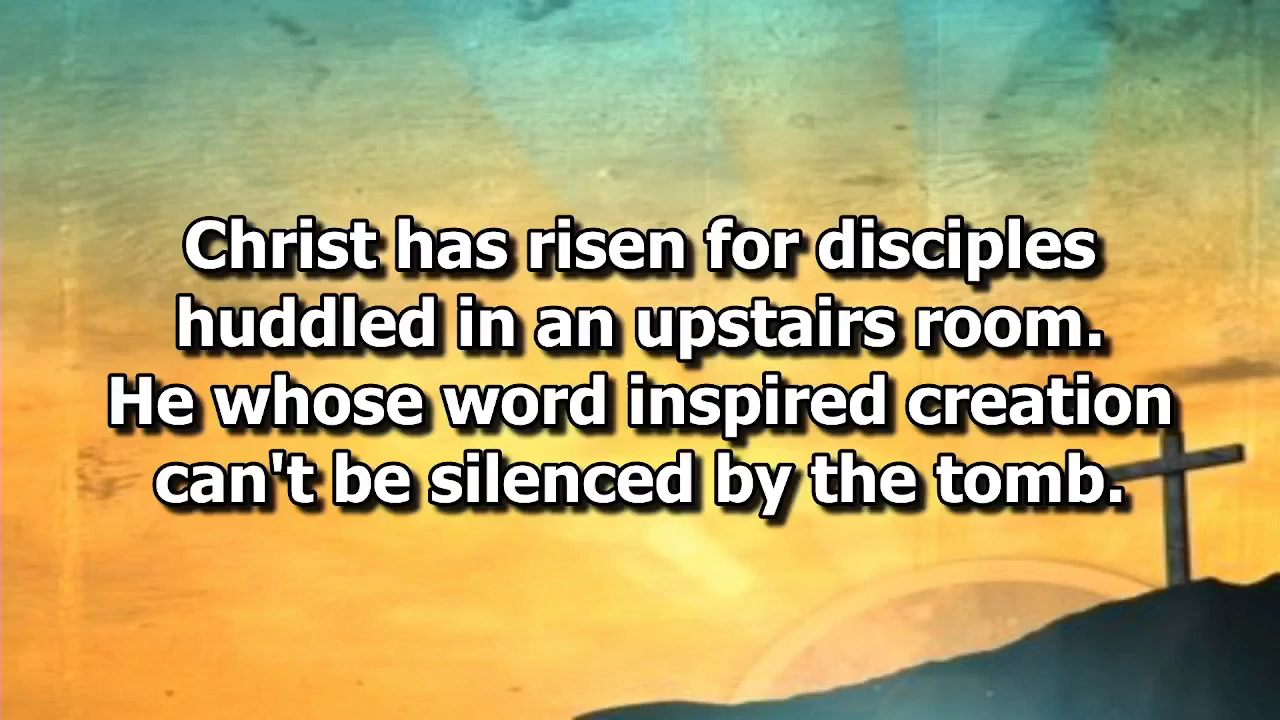 Christ has risen for disciples
huddled in an upstairs room.
He whose word inspired creation
can't be silenced by the tomb.